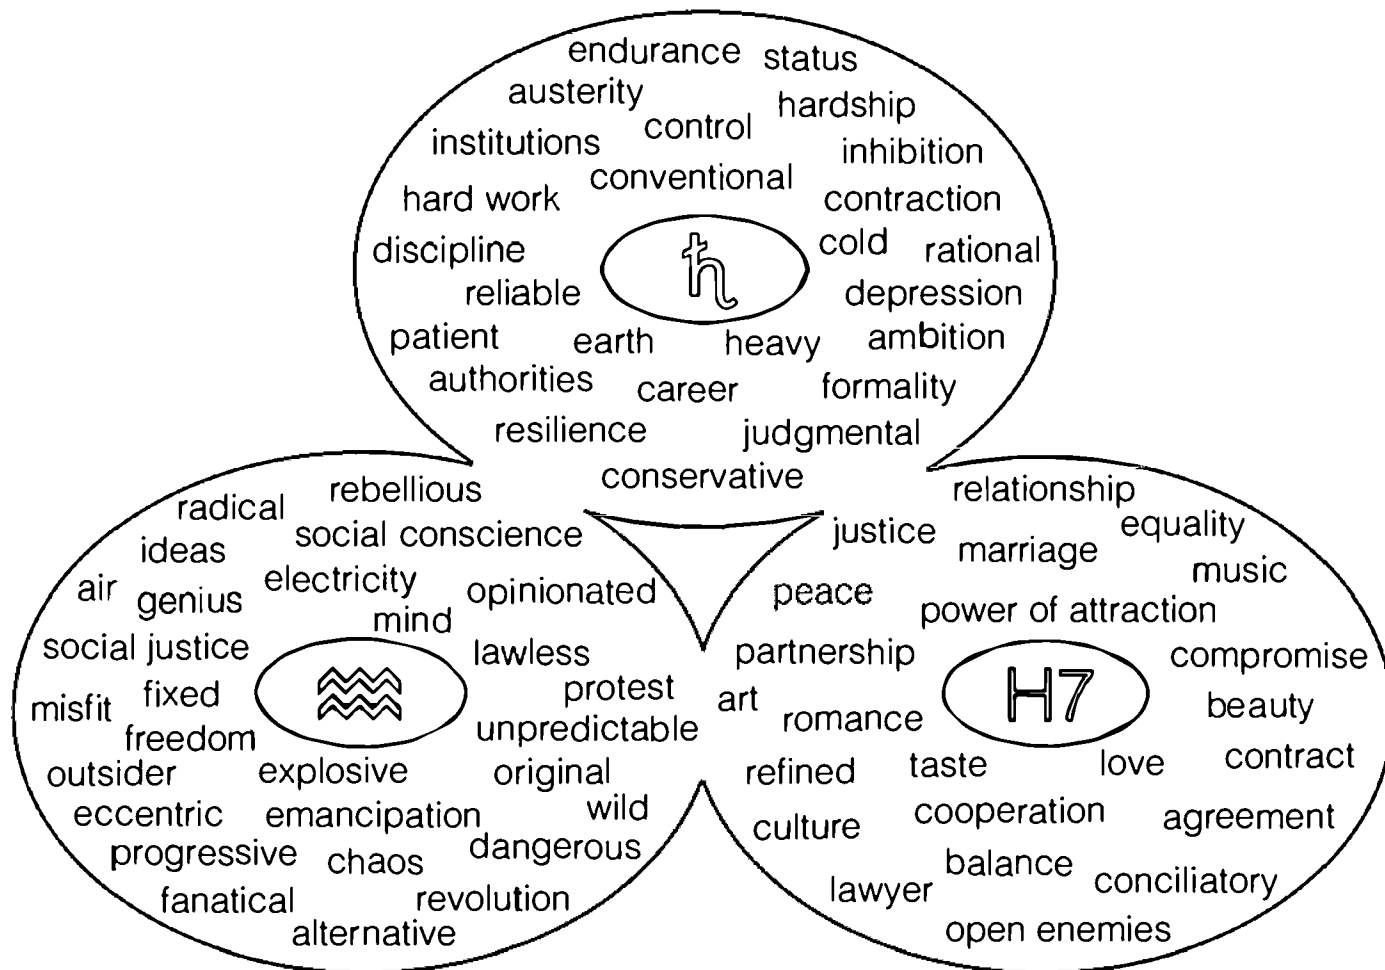 endurance status
austerity hardship
control
institutions inhibition
conventional
hard work contraction
discipline cold rational
♄
reliable depression
patient earth heavy ambition
authorities career formality
resilience judgmental
conservative
rebellious
radical
social conscience
ideas
electricity
air genius opinionated
mind
social justice lawless
♒
misfit fixed protest
freedom unpredictable
outsider explosive original
eccentric emancipation wild
progressive chaos dangerous
fanatical revolution
alternative
relationship
justice equality
marriage
music
peace
power of attraction
partnership compromise
H7
art romance beauty
refined taste love contract
culture cooperation agreement
balance
lawyer conciliatory
open enemies